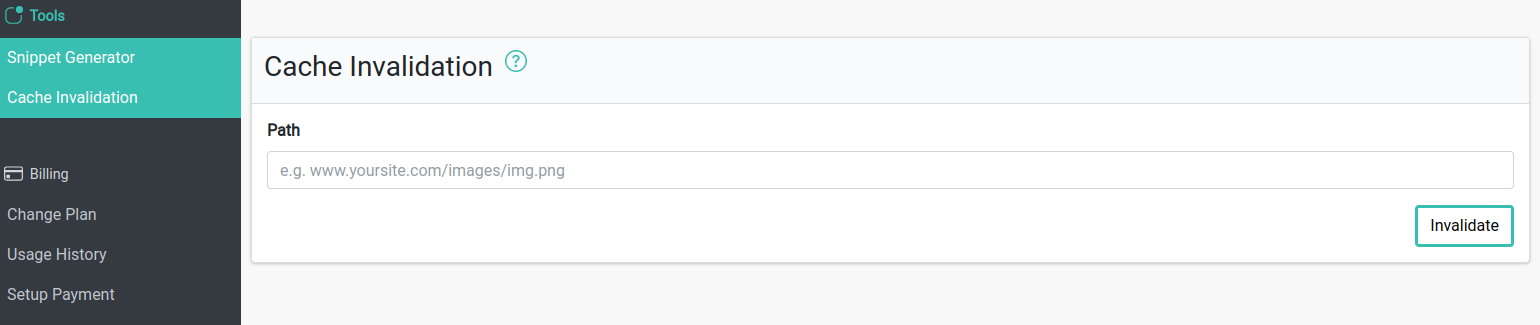 Tools
Snippet Generator
Cache Invalidation
Billing
Change Plan
Usage History
Setup Payment
Cache Invalidation ?
Path
e.g. www.yoursite.com/images/img.png
Invalidate